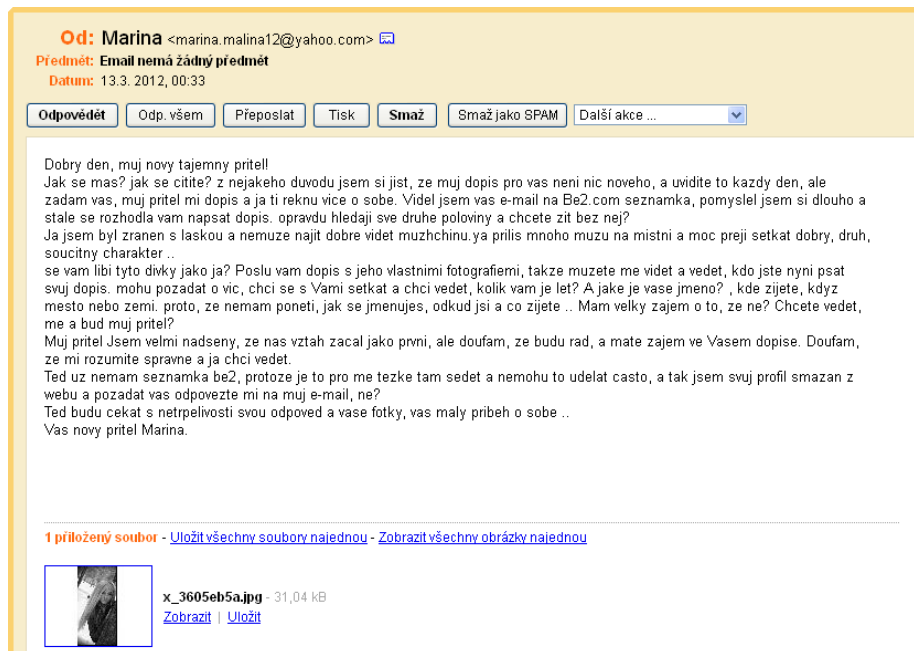 Od: Marina <marina.malina12@yahoo.com>
Předmět: Email nemá žádný předmět
Datum: 13.3. 2012, 00:33
Odpovědět Odp. všem Přeposlat Tisk Smaž Smaž jako SPAM Další akce ...
Dobry den, muj novy tajemny pritel!
Jak se mas? jak se citite? z nejakeho duvodu jsem si jist, ze muj dopis pro vas neni nic noveho, a uvidite to kazdy den, ale
zadam vas, muj pritel mi dopis a ja ti reknu vice o sobe. Videl jsem vas e-mail na Be2.com seznamka, pomyslel jsem si dlouho a
stale se rozhodla vam napsat dopis. opravdu hledaji sve druhe poloviny a chcete zit bez nej?
Ja jsem byl zranen s laskou a nemuze najit dobre videt muzhchinu.ya prilis mnoho muzu na mistni a moc preji setkat dobry, druh,
soucitny charakter ..
se vam libi tyto divky jako ja? Poslu vam dopis s jeho vlastnimi fotografiemi, takze muzete me videt a vedet, kdo jste nyni psat
svuj dopis. mohu pozadat o vic, chci se s Vami setkat a chci vedet, kolik vam je let? A jake je vase jmeno? , kde zijete, kdyz
mesto nebo zemi. proto, ze nemam poneti, jak se jmenujes, odkud jsi a co zijete .. Mam velky zajem o to, ze ne? Chcete vedet,
me a bud muj pritel?
Muj pritel Jsem velmi nadseny, ze nas vztah zacal jako prvni, ale doufam, ze budu rad, a mate zajem ve Vasem dopise. Doufam,
ze mi rozumite spravne a ja chci vedet.
Ted uz nemam seznamka be2, protoze je to pro me tezke tam sedet a nemohu to udelat casto, a tak jsem svuj profil smazan z
webu a pozadat vas odpovezte mi na muj e-mail, ne?
Ted budu cekat s netrpelivosti svou odpoved a vase fotky, vas maly pribeh o sobe ..
Vas novy pritel Marina.
1 přiložený soubor - Uložit všechny soubory najednou - Zobrazit všechny obrázky najednou
x_3605eb5a.jpg - 31,04 kB
Zobrazit | Uložit